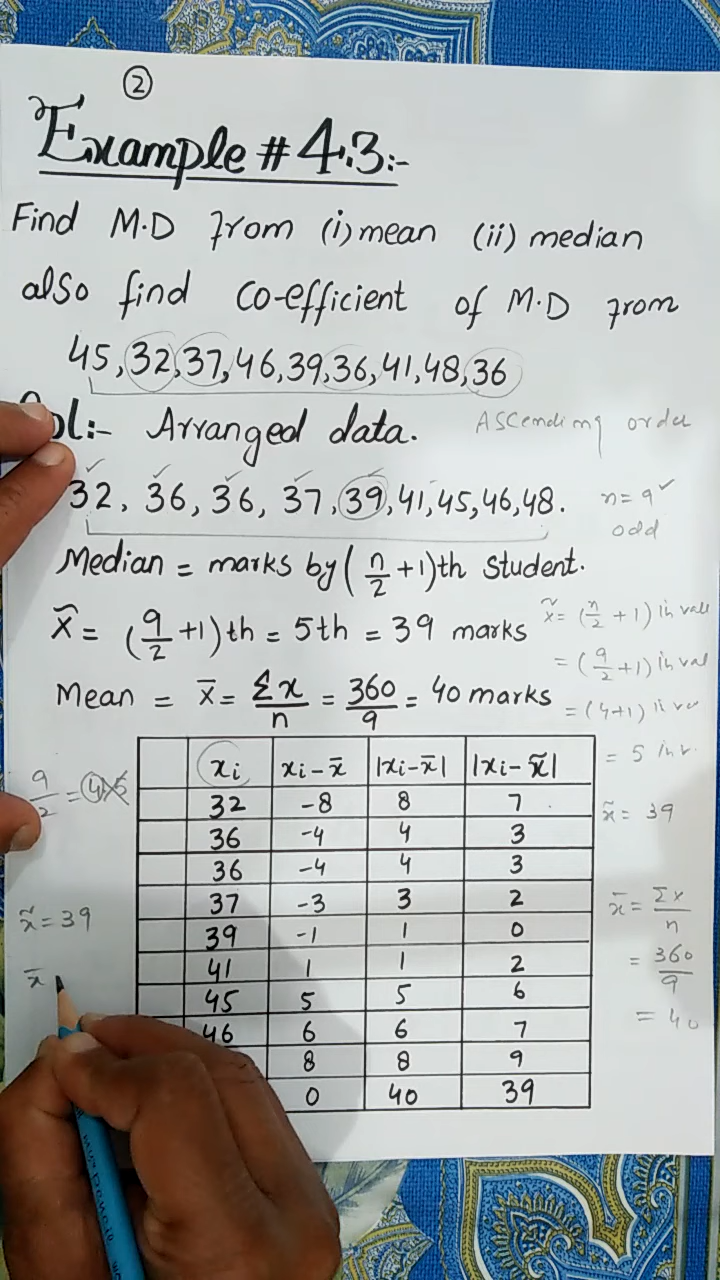 ②
Example # 4.3:-
Find M.D from (i) mean (ii) median
also find co-efficient of M.D from
45, 32, 37, 46, 39, 36, 41, 48, 36
Sol:- Arranged data. Ascending order
32, 36, 36, 37, 39, 41, 45, 46, 48. n = 9
odd
Median = marks by (n/2 + 1)th student.
x̃ = (9/2 + 1)th = 5th = 39 marks x̃ = (n/2 + 1) th
= (9/2 + 1) th
Mean = x̄ = Σx/n = 360/9 = 40 marks = (4+1)
= 5
xi xi - x̄ |xi - x̄| |xi - x̃|
9/2 = 4.5
32 -8 8 7 x̃ = 39
36 -4 4 3
36 -4 4 3
37 -3 3 2 x̄ = Σx/n
x̃ = 39 39 -1 1 0
41 1 1 2 = 360/9
x̄ 45 5 5 6
46 6 6 7 = 40
8 8 9
0 40 39